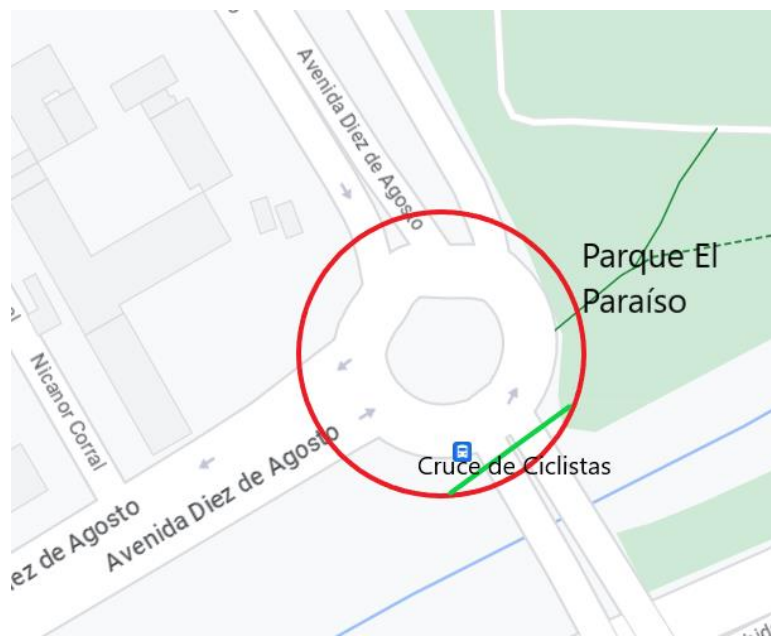 Avenida Diez de Agosto
Parque El
Paraíso
Nicanor Corral
Cruce de Ciclistas
Avenida Diez de Agosto
ez de Agosto